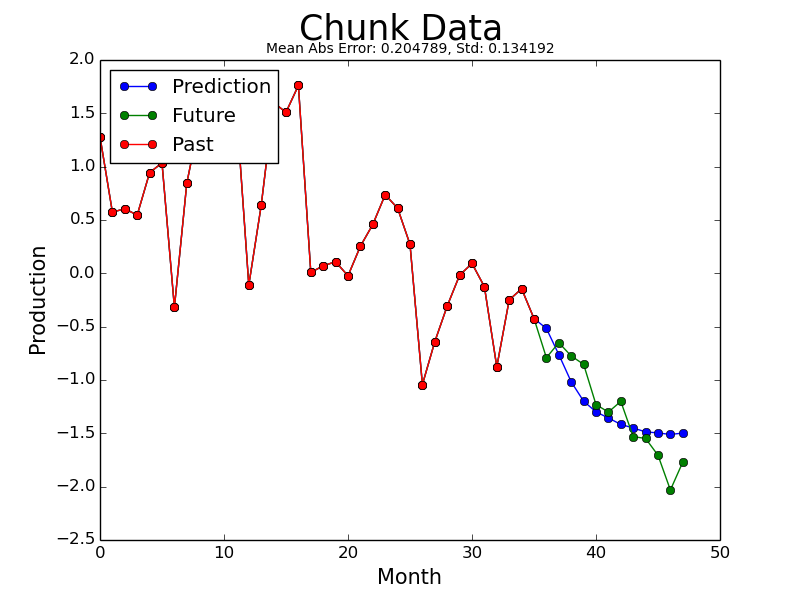 Chunk Data
Mean Abs Error: 0.204789, Std: 0.134192
2.0
1.5
1.0
0.5
0.0
−0.5
−1.0
−1.5
−2.0
−2.5
Production
Prediction
Future
Past
0 10 20 30 40 50
Month